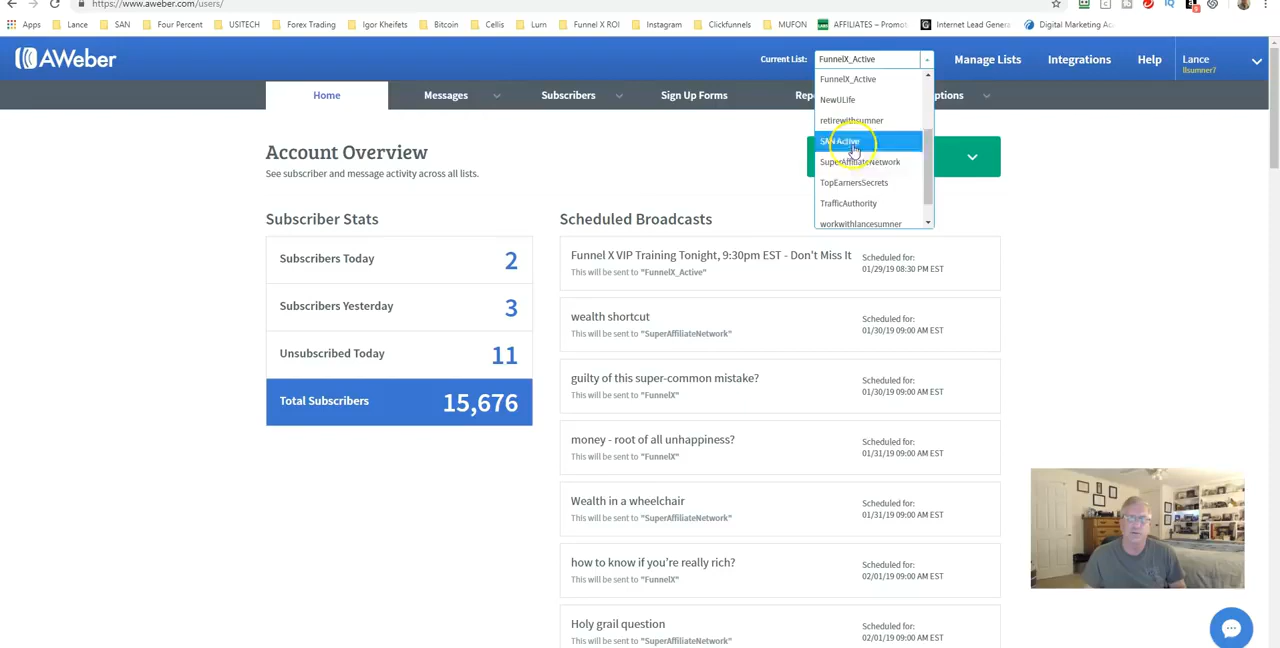 https://www.aweber.com/users/
Apps Lance SAN Four Percent USITECH Forex Trading Igor Kheifets Bitcoin Cellis Lurn Funnel X ROI Instagram Clickfunnels MUFON AFFILIATES – Promot Internet Lead Genera Digital Marketing Aca
AWeber
Current List: FunnelX_Active Manage Lists Integrations Help Lance
llsumner7
Home Messages Subscribers Sign Up Forms Rep ptions
FunnelX_Active
NewULife
retirewithsumner
SAN Active
SuperAffiliateNetwork
TopEarnersSecrets
TrafficAuthority
workwithlancesumner
Account Overview
See subscriber and message activity across all lists.
Subscriber Stats
Subscribers Today 2
Subscribers Yesterday 3
Unsubscribed Today 11
Total Subscribers 15,676
Scheduled Broadcasts
Funnel X VIP Training Tonight, 9:30pm EST - Don't Miss It
This will be sent to "FunnelX_Active"
Scheduled for:
01/29/19 08:30 PM EST
wealth shortcut
This will be sent to "SuperAffiliateNetwork"
Scheduled for:
01/30/19 09:00 AM EST
guilty of this super-common mistake?
This will be sent to "FunnelX"
Scheduled for:
01/30/19 09:00 AM EST
money - root of all unhappiness?
This will be sent to "FunnelX"
Scheduled for:
01/31/19 09:00 AM EST
Wealth in a wheelchair
This will be sent to "SuperAffiliateNetwork"
Scheduled for:
01/31/19 09:00 AM EST
how to know if you're really rich?
This will be sent to "FunnelX"
Scheduled for:
02/01/19 09:00 AM EST
Holy grail question
This will be sent to "SuperAffiliateNetwork"
Scheduled for:
02/01/19 09:00 AM EST